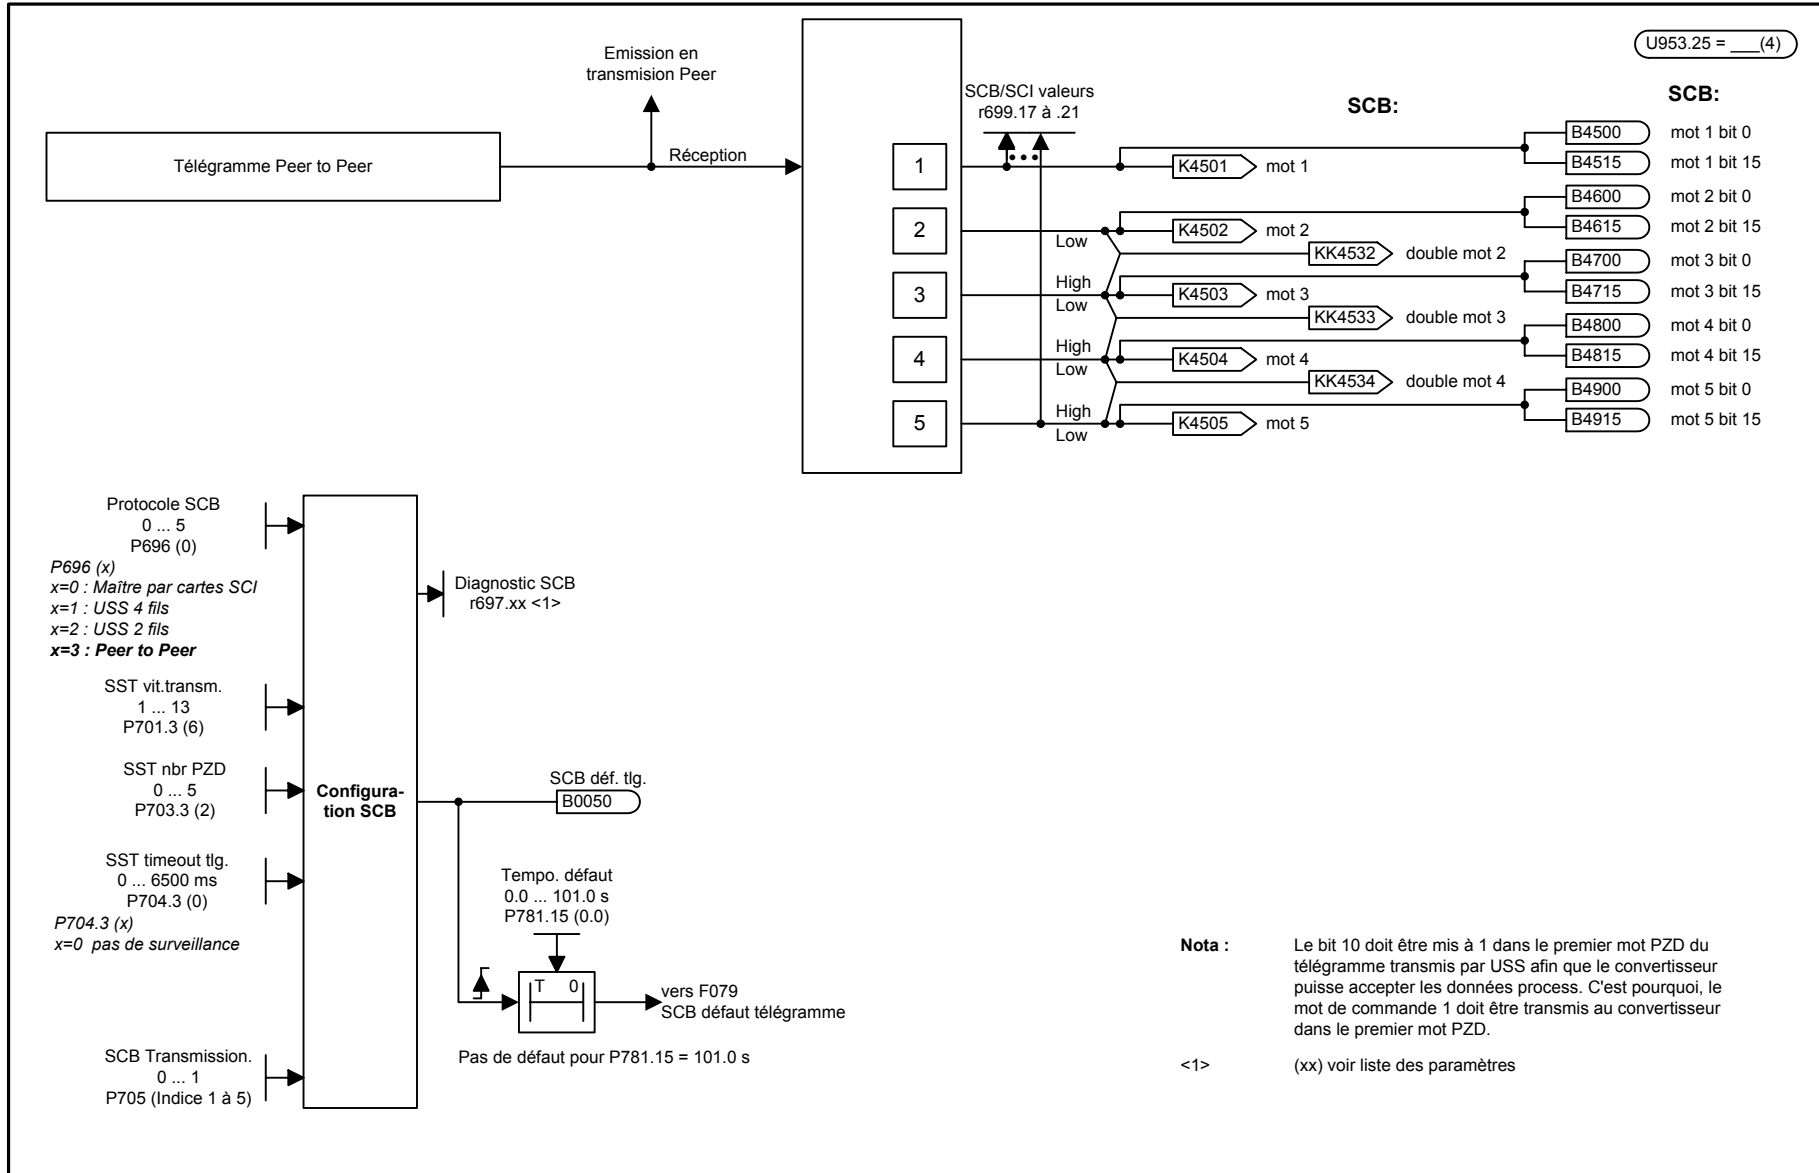 U953.25 = ___(4)
Emission en
transmision Peer
Télégramme Peer to Peer
Réception
SCB/SCI valeurs
r699.17 à .21
SCB:
SCB:
1
K4501 mot 1
B4500 mot 1 bit 0
B4515 mot 1 bit 15
2
Low
K4502 mot 2
B4600 mot 2 bit 0
B4615 mot 2 bit 15
KK4532 double mot 2
3
High
Low
K4503 mot 3
B4700 mot 3 bit 0
B4715 mot 3 bit 15
KK4533 double mot 3
4
High
Low
K4504 mot 4
B4800 mot 4 bit 0
B4815 mot 4 bit 15
KK4534 double mot 4
5
High
Low
K4505 mot 5
B4900 mot 5 bit 0
B4915 mot 5 bit 15
Protocole SCB
0 ... 5
P696 (0)
P696 (x)
x=0 : Maître par cartes SCI
x=1 : USS 4 fils
x=2 : USS 2 fils
x=3 : Peer to Peer
SST vit.transm.
1 ... 13
P701.3 (6)
SST nbr PZD
0 ... 5
P703.3 (2)
SST timeout tlg.
0 ... 6500 ms
P704.3 (0)
P704.3 (x)
x=0 pas de surveillance
SCB Transmission.
0 ... 1
P705 (Indice 1 à 5)
Configura-
tion SCB
Diagnostic SCB
r697.xx <1>
SCB déf. tlg.
B0050
Tempo. défaut
0.0 ... 101.0 s
P781.15 (0.0)
T 0
vers F079
SCB défaut télégramme
Pas de défaut pour P781.15 = 101.0 s
Nota : Le bit 10 doit être mis à 1 dans le premier mot PZD du
télégramme transmis par USS afin que le convertisseur
puisse accepter les données process. C'est pourquoi, le
mot de commande 1 doit être transmis au convertisseur
dans le premier mot PZD.
<1> (xx) voir liste des paramètres